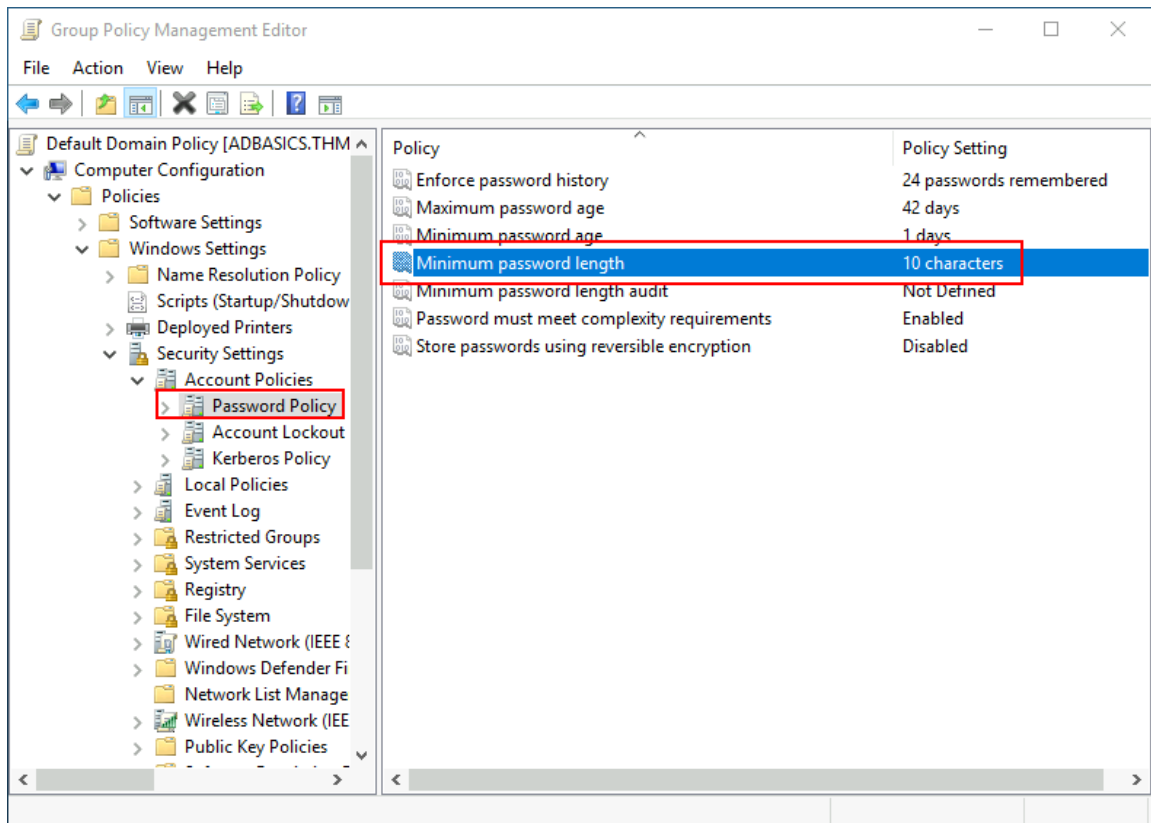 Group Policy Management Editor
File Action View Help
Default Domain Policy [ADBASICS.THM
Computer Configuration
Policies
Software Settings
Windows Settings
Name Resolution Policy
Scripts (Startup/Shutdow
Deployed Printers
Security Settings
Account Policies
Password Policy
Account Lockout
Kerberos Policy
Local Policies
Event Log
Restricted Groups
System Services
Registry
File System
Wired Network (IEEE 8
Windows Defender Fi
Network List Manage
Wireless Network (IEE
Public Key Policies
Policy Policy Setting
Enforce password history 24 passwords remembered
Maximum password age 42 days
Minimum password age 1 days
Minimum password length 10 characters
Minimum password length audit Not Defined
Password must meet complexity requirements Enabled
Store passwords using reversible encryption Disabled